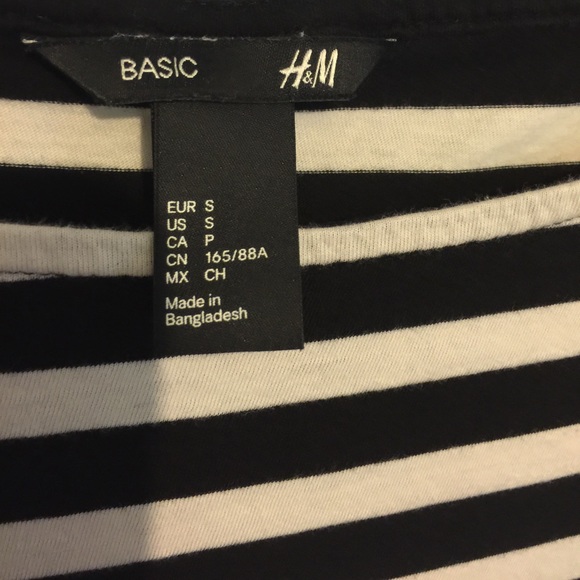 BASIC H&M
EUR S
US S
CA P
CN 165/88A
MX CH
Made in
Bangladesh